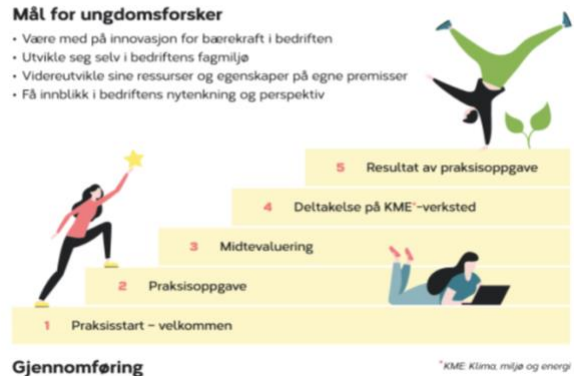 Mål for ungdomsforsker
• Være med på innovasjon for bærekraft i bedriften
• Utvikle seg selv i bedriftens fagmiljø
• Videreutvikle sine ressurser og egenskaper på egne premisser
• Få innblikk i bedriftens nytenkning og perspektiv
5 Resultat av praksisoppgave
4 Deltakelse på KME*-verksted
3 Midtevaluering
2 Praksisoppgave
1 Praksisstart – velkommen
Gjennomføring
*KME: Klima, miljø og energi